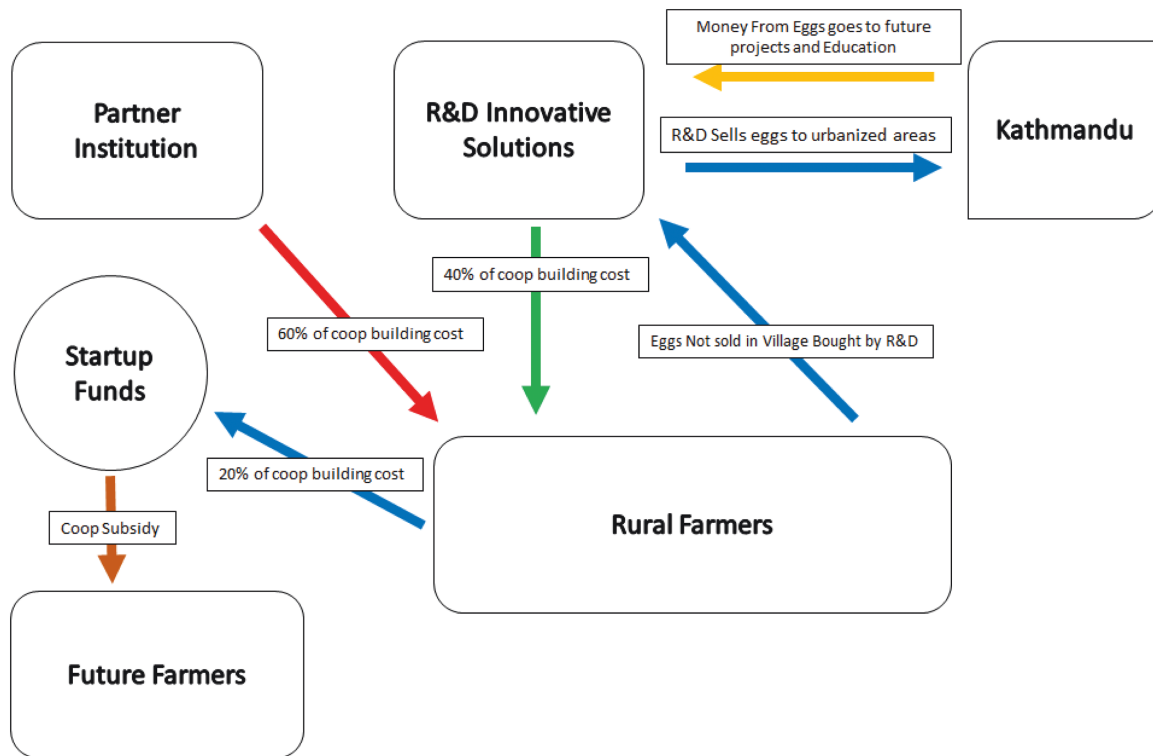 Money From Eggs goes to future
projects and Education
Partner
Institution
R&D Innovative
Solutions
R&D Sells eggs to urbanized areas
Kathmandu
40% of coop building cost
60% of coop building cost
Eggs Not sold in Village Bought by R&D
Startup
Funds
20% of coop building cost
Rural Farmers
Coop Subsidy
Future Farmers